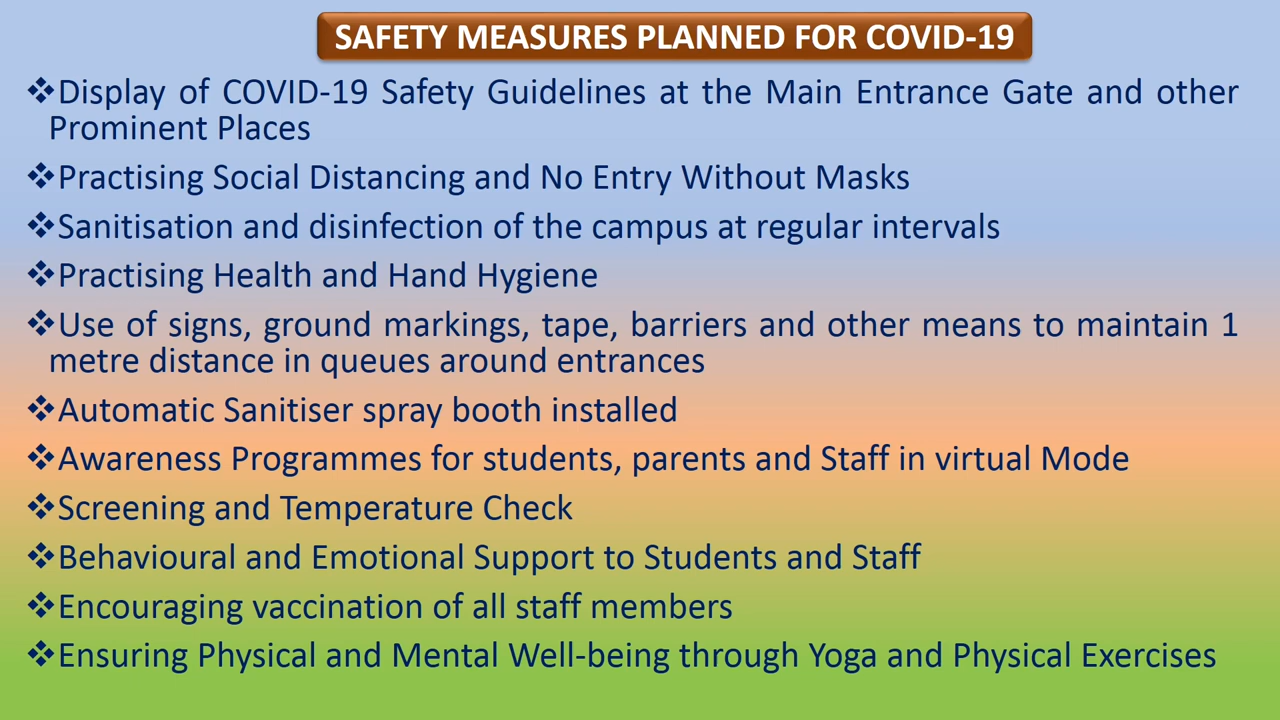 SAFETY MEASURES PLANNED FOR COVID-19
❖Display of COVID-19 Safety Guidelines at the Main Entrance Gate and other
Prominent Places
❖Practising Social Distancing and No Entry Without Masks
❖Sanitisation and disinfection of the campus at regular intervals
❖Practising Health and Hand Hygiene
❖Use of signs, ground markings, tape, barriers and other means to maintain 1
metre distance in queues around entrances
❖Automatic Sanitiser spray booth installed
❖Awareness Programmes for students, parents and Staff in virtual Mode
❖Screening and Temperature Check
❖Behavioural and Emotional Support to Students and Staff
❖Encouraging vaccination of all staff members
❖Ensuring Physical and Mental Well-being through Yoga and Physical Exercises